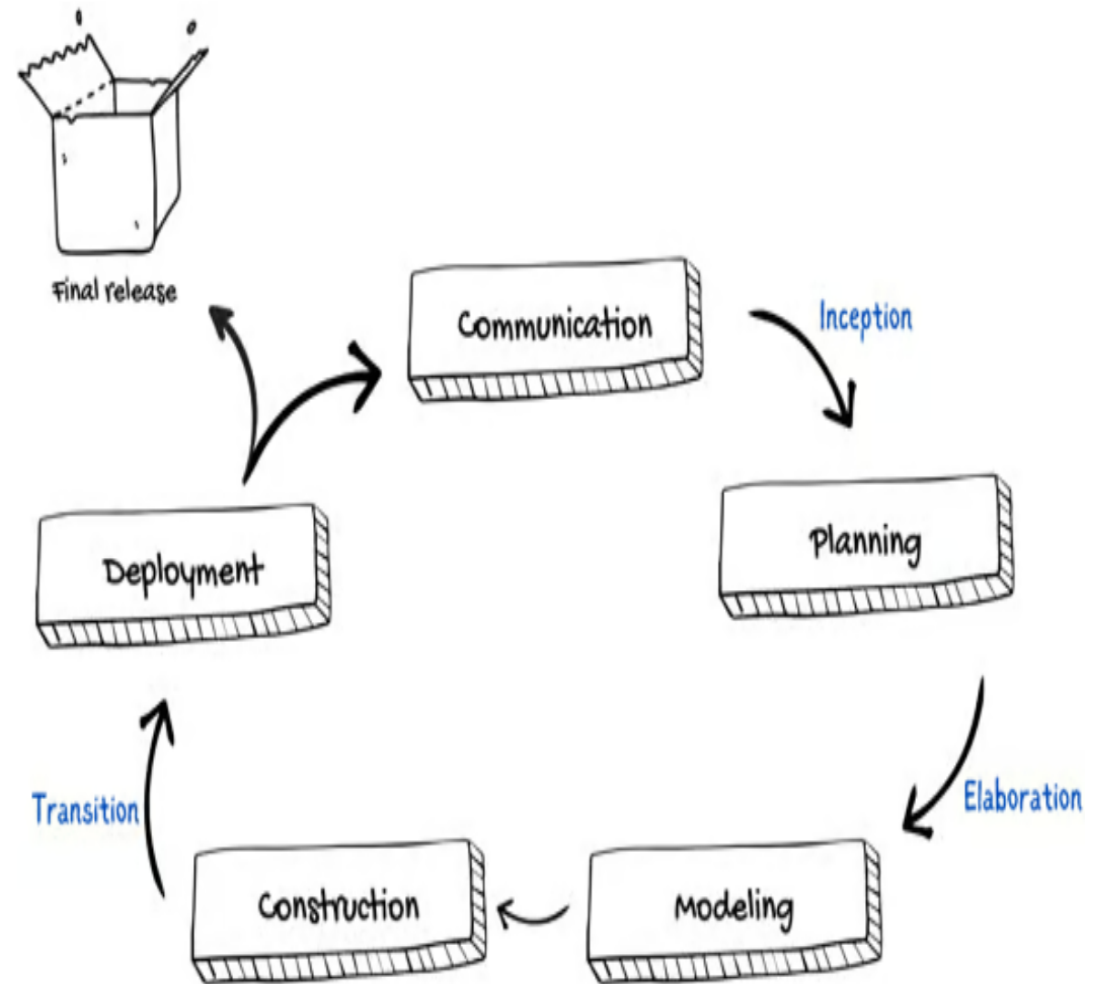 Final release
Communication
Inception
Planning
Deployment
Elaboration
Transition
Construction
Modeling